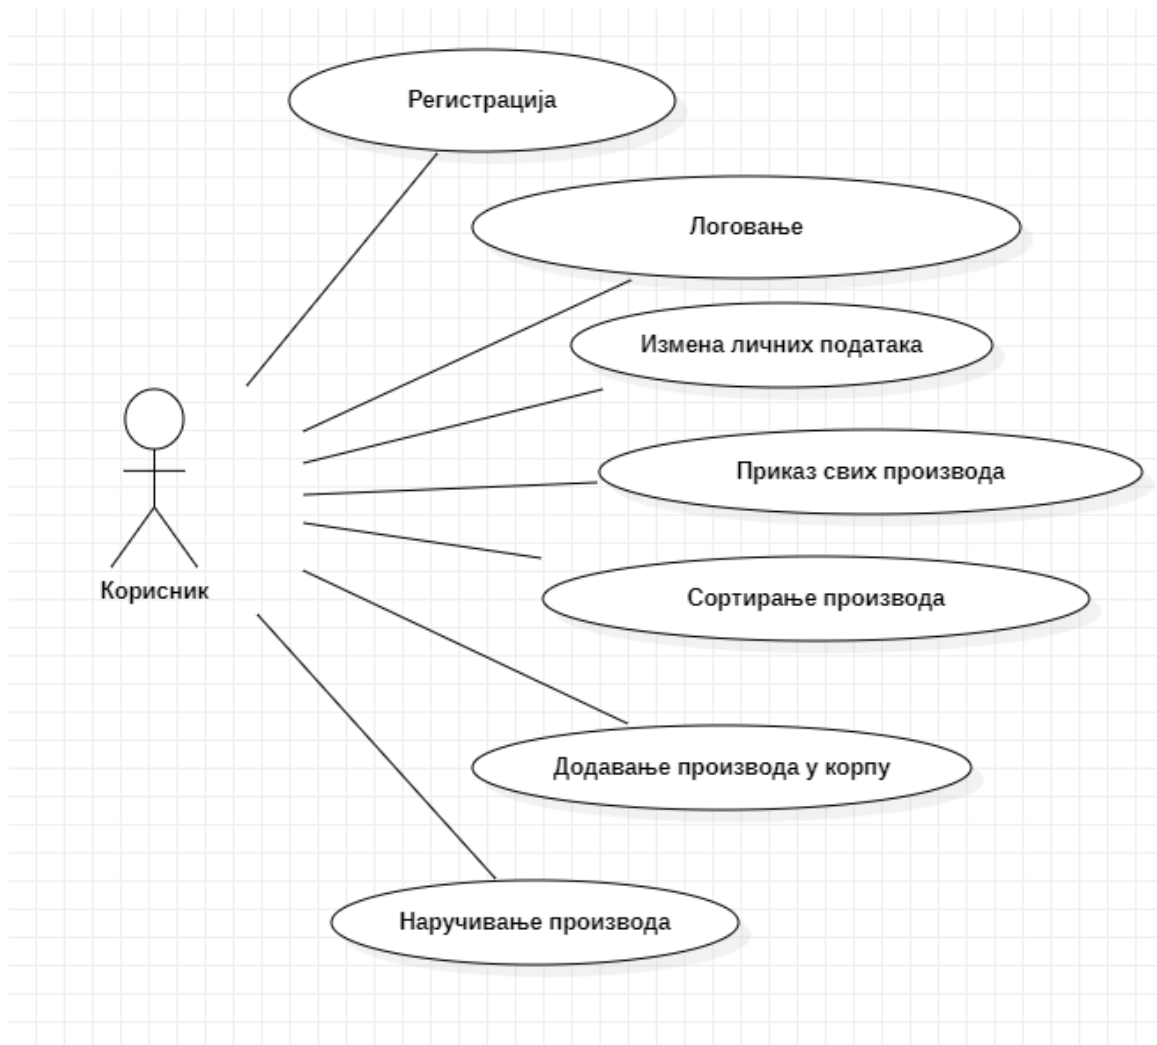 Регистрација
Логовање
Измена личних података
Приказ свих производа
Корисник
Сортирање производа
Додавање производа у корпу
Наручивање производа